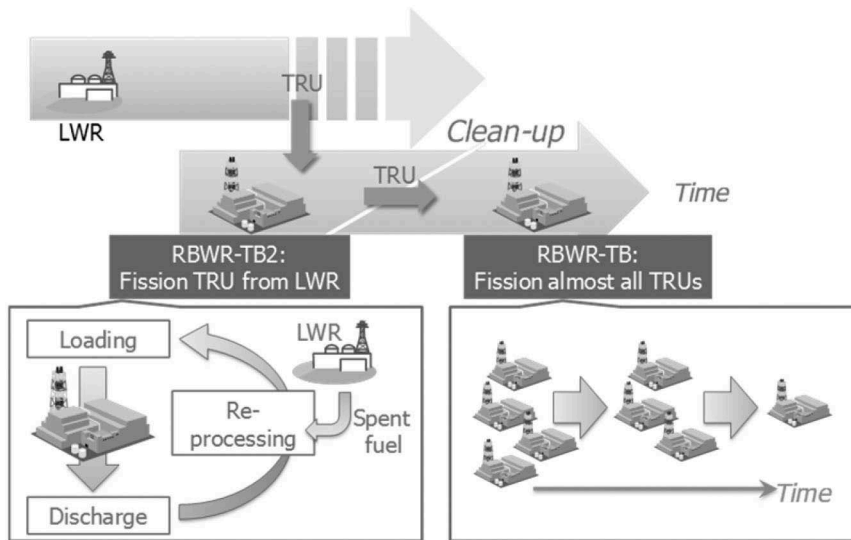 TRU
LWR
Clean-up
TRU
Time
RBWR-TB2:
Fission TRU from LWR
RBWR-TB:
Fission almost all TRUs
Loading
LWR
Re-
processing
Spent
fuel
Discharge
Time